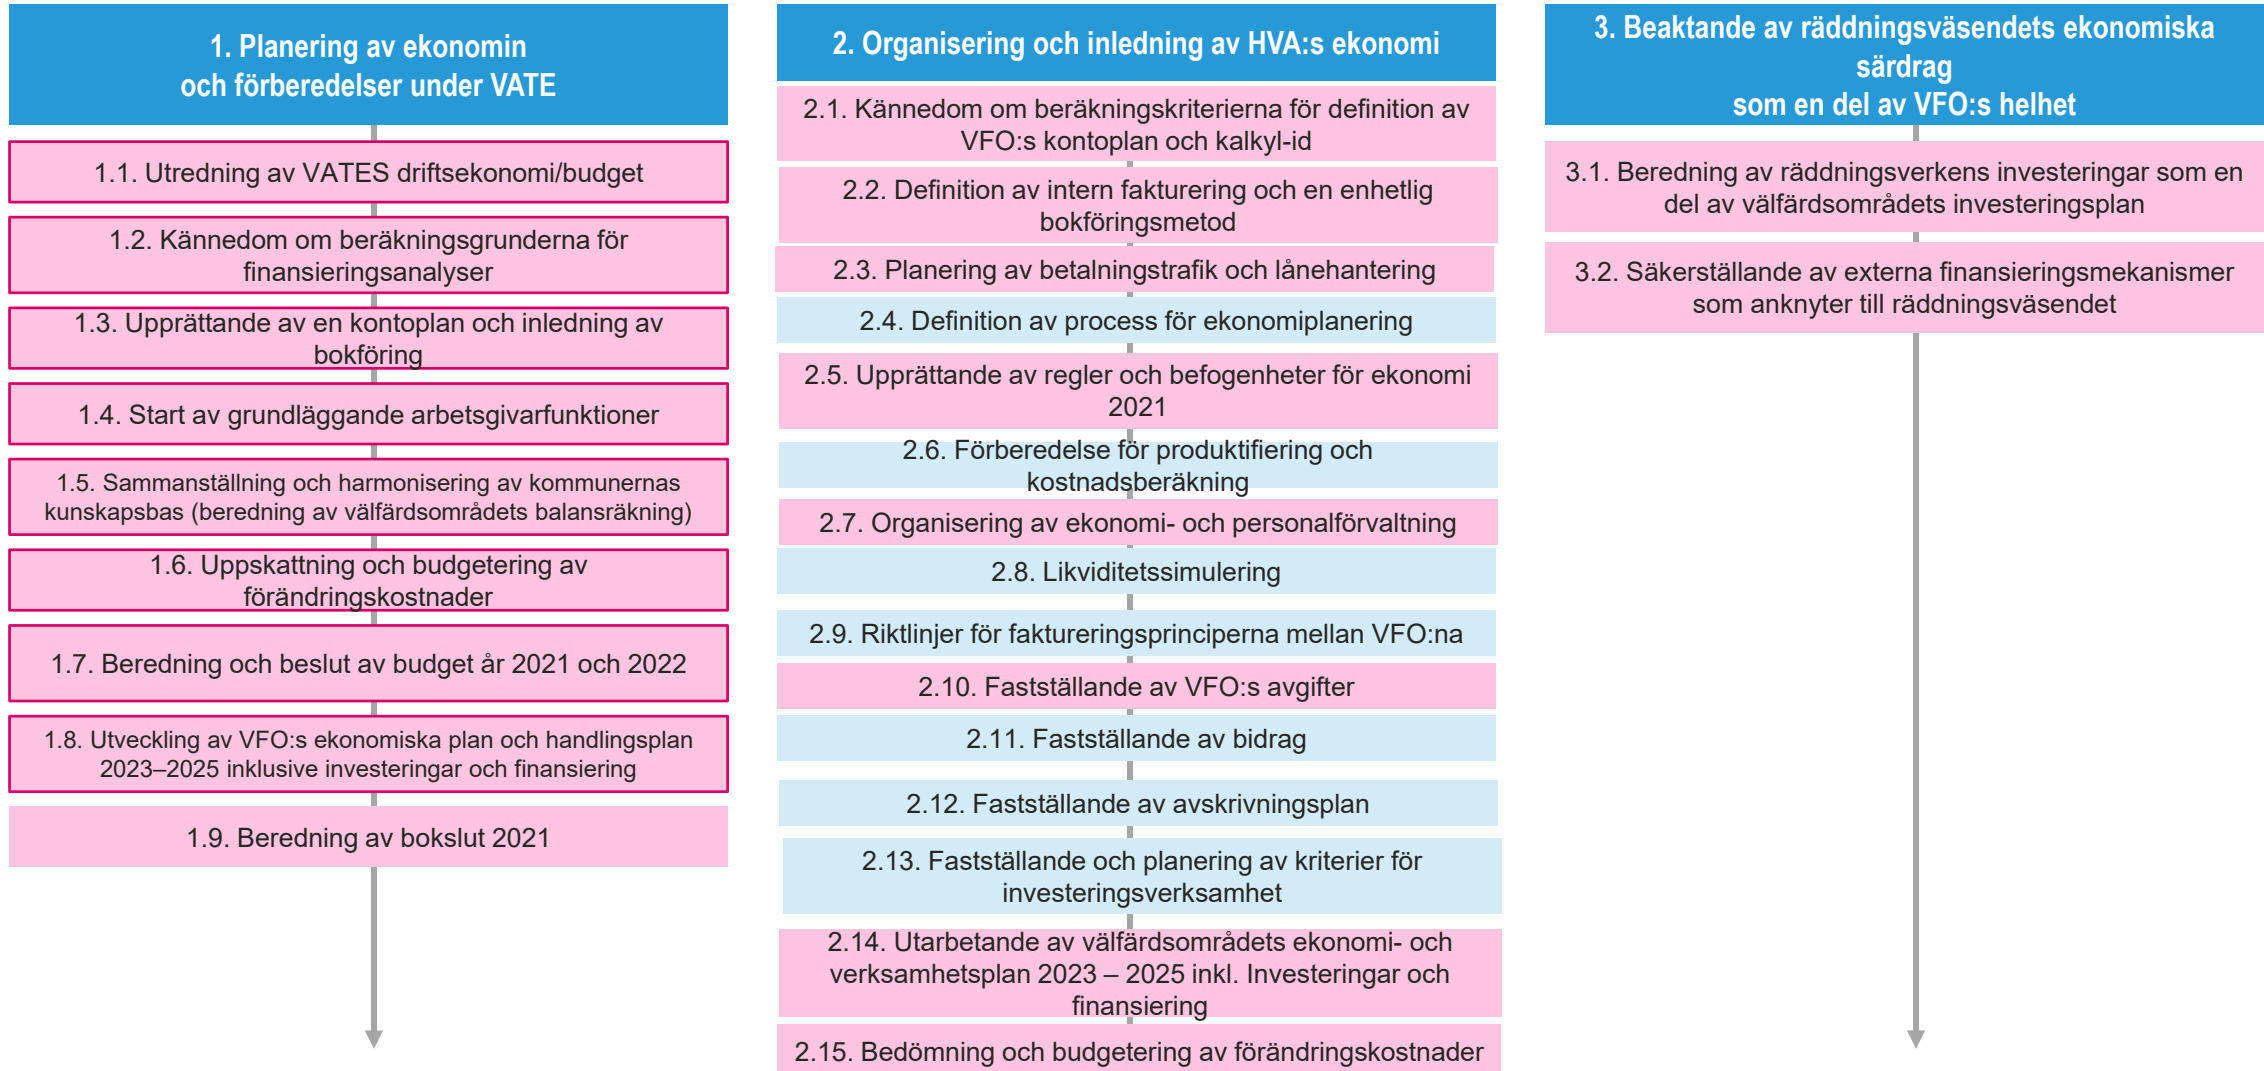 1. Planering av ekonomin
och förberedelser under VATE
1.1. Utredning av VATES driftsekonomi/budget
1.2. Kännedom om beräkningsgrunderna för
finansieringsanalyser
1.3. Upprättande av en kontoplan och inledning av
bokföring
1.4. Start av grundläggande arbetsgivarfunktioner
1.5. Sammanställning och harmonisering av kommunernas
kunskapsbas (beredning av välfärdsområdets balansräkning)
1.6. Uppskattning och budgetering av
förändringskostnader
1.7. Beredning och beslut av budget år 2021 och 2022
1.8. Utveckling av VFO:s ekonomiska plan och handlingsplan
2023–2025 inklusive investeringar och finansiering
1.9. Beredning av bokslut 2021
2. Organisering och inledning av HVA:s ekonomi
2.1. Kännedom om beräkningskriterierna för definition av
VFO:s kontoplan och kalkyl-id
2.2. Definition av intern fakturering och en enhetlig
bokföringsmetod
2.3. Planering av betalningstrafik och lånehantering
2.4. Definition av process för ekonomiplanering
2.5. Upprättande av regler och befogenheter för ekonomi
2021
2.6. Förberedelse för produktifiering och
kostnadsberäkning
2.7. Organisering av ekonomi- och personalförvaltning
2.8. Likviditetssimulering
2.9. Riktlinjer för faktureringsprinciperna mellan VFO:na
2.10. Fastställande av VFO:s avgifter
2.11. Fastställande av bidrag
2.12. Fastställande av avskrivningsplan
2.13. Fastställande och planering av kriterier för
investeringsverksamhet
2.14. Utarbetande av välfärdsområdets ekonomi- och
verksamhetsplan 2023 – 2025 inkl. Investeringar och
finansiering
2.15. Bedömning och budgetering av förändringskostnader
3. Beaktande av räddningsväsendets ekonomiska
särdrag
som en del av VFO:s helhet
3.1. Beredning av räddningsverkens investeringar som en
del av välfärdsområdets investeringsplan
3.2. Säkerställande av externa finansieringsmekanismer
som anknyter till räddningsväsendet